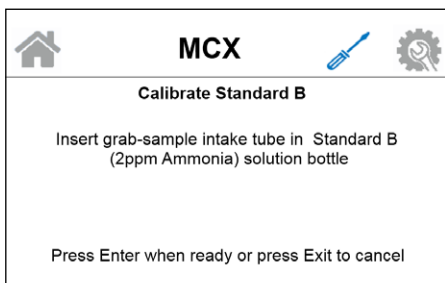 MCX
Calibrate Standard B
Insert grab-sample intake tube in Standard B
(2ppm Ammonia) solution bottle
Press Enter when ready or press Exit to cancel